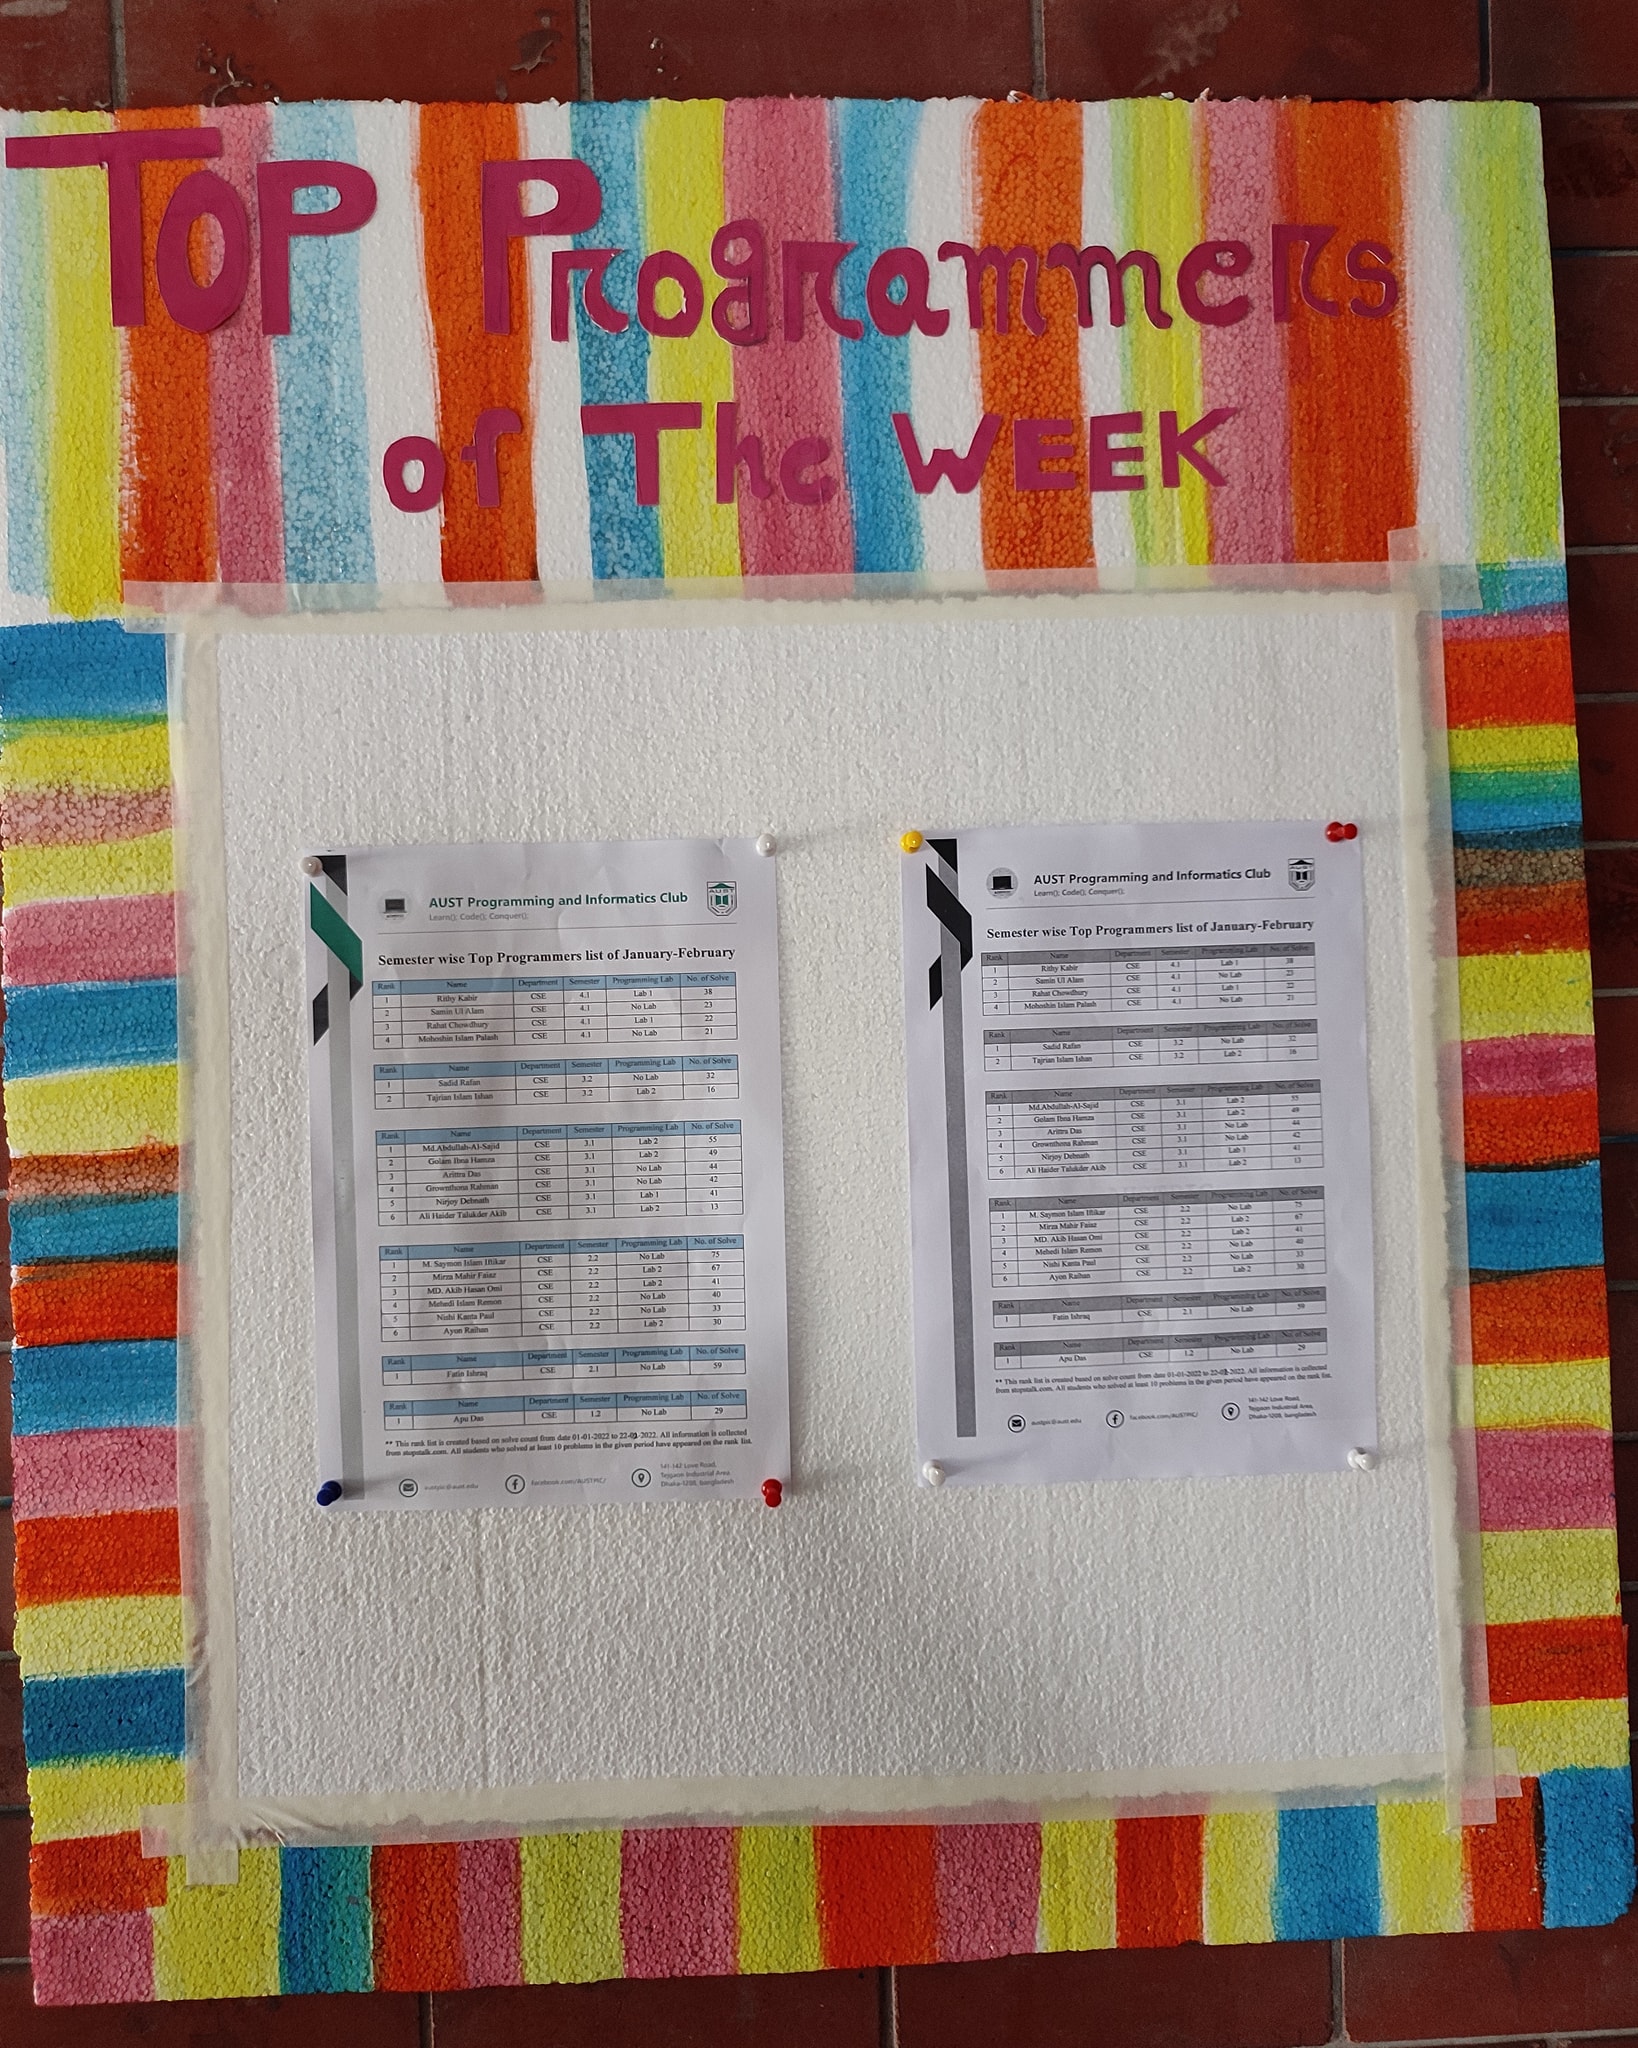 Top Programmers
of The WEEK
AUST Programming and Informatics Club
Learn(); Code(); Conquer();
Semester wise Top Programmers list of January-February
Rank Name Department Semester Programming Lab No. of Solve
1 Rithy Kabir CSE 4.1 Lab 1 38
2 Samin Ul Alam CSE 4.1 No Lab 23
3 Rahat Chowdhury CSE 4.1 Lab 1 22
4 Mohoshin Islam Palash CSE 4.1 No Lab 21
Rank Name Department Semester Programming Lab No. of Solve
1 Sadid Rafan CSE 3.2 No Lab 32
2 Tajrian Islam Ishan CSE 3.2 Lab 2 16
Rank Name Department Semester Programming Lab No. of Solve
1 Md.Abdullah-Al-Sajid CSE 3.1 Lab 2 55
2 Golam Ibna Hamza CSE 3.1 Lab 2 49
3 Arittra Das CSE 3.1 No Lab 44
4 Grownthona Rahman CSE 3.1 No Lab 42
5 Nirjoy Debnath CSE 3.1 Lab 1 41
6 Ali Haider Talukder Akib CSE 3.1 Lab 2 13
Rank Name Department Semester Programming Lab No. of Solve
1 M. Saymon Islam Iftikar CSE 2.2 No Lab 75
2 Mirza Mahir Faiaz CSE 2.2 Lab 2 67
3 MD. Akib Hasan Omi CSE 2.2 Lab 2 41
4 Mehedi Islam Remon CSE 2.2 No Lab 40
5 Nishi Kanta Paul CSE 2.2 No Lab 33
6 Ayon Raihan CSE 2.2 Lab 2 30
Rank Name Department Semester Programming Lab No. of Solve
1 Fatin Ishraq CSE 2.1 No Lab 59
Rank Name Department Semester Programming Lab No. of Solve
1 Apu Das CSE 1.2 No Lab 29
** This rank list is created based on solve count from date 01-01-2022 to 22-02-2022. All information is collected
from stopstalk.com. All students who solved at least 10 problems in the given period have appeared on the rank list.
austpic@aust.edu
facebook.com/AUSTPIC/
141-142 Love Road,
Tejgaon Industrial Area,
Dhaka-1208, bangladesh
AUST Programming and Informatics Club
Learn(); Code(); Conquer();
Semester wise Top Programmers list of January-February
Rank Name Department Semester Programming Lab No. of Solve
1 Rithy Kabir CSE 4.1 Lab 1 38
2 Samin Ul Alam CSE 4.1 No Lab 23
3 Rahat Chowdhury CSE 4.1 Lab 1 22
4 Mohoshin Islam Palash CSE 4.1 No Lab 21
Rank Name Department Semester Programming Lab No. of Solve
1 Sadid Rafan CSE 3.2 No Lab 32
2 Tajrian Islam Ishan CSE 3.2 Lab 2 16
Rank Name Department Semester Programming Lab No. of Solve
1 Md.Abdullah-Al-Sajid CSE 3.1 Lab 2 55
2 Golam Ibna Hamza CSE 3.1 Lab 2 49
3 Arittra Das CSE 3.1 No Lab 44
4 Grownthona Rahman CSE 3.1 No Lab 42
5 Nirjoy Debnath CSE 3.1 Lab 1 41
6 Ali Haider Talukder Akib CSE 3.1 Lab 2 13
Rank Name Department Semester Programming Lab No. of Solve
1 M. Saymon Islam Iftikar CSE 2.2 No Lab 75
2 Mirza Mahir Faiaz CSE 2.2 Lab 2 67
3 MD. Akib Hasan Omi CSE 2.2 Lab 2 41
4 Mehedi Islam Remon CSE 2.2 No Lab 40
5 Nishi Kanta Paul CSE 2.2 No Lab 33
6 Ayon Raihan CSE 2.2 Lab 2 30
Rank Name Department Semester Programming Lab No. of Solve
1 Fatin Ishraq CSE 2.1 No Lab 59
Rank Name Department Semester Programming Lab No. of Solve
1 Apu Das CSE 1.2 No Lab 29
** This rank list is created based on solve count from date 01-01-2022 to 22-02-2022. All information is collected
from stopstalk.com. All students who solved at least 10 problems in the given period have appeared on the rank list.
austpic@aust.edu
facebook.com/AUSTPIC/
141-142 Love Road,
Tejgaon Industrial Area,
Dhaka-1208, bangladesh